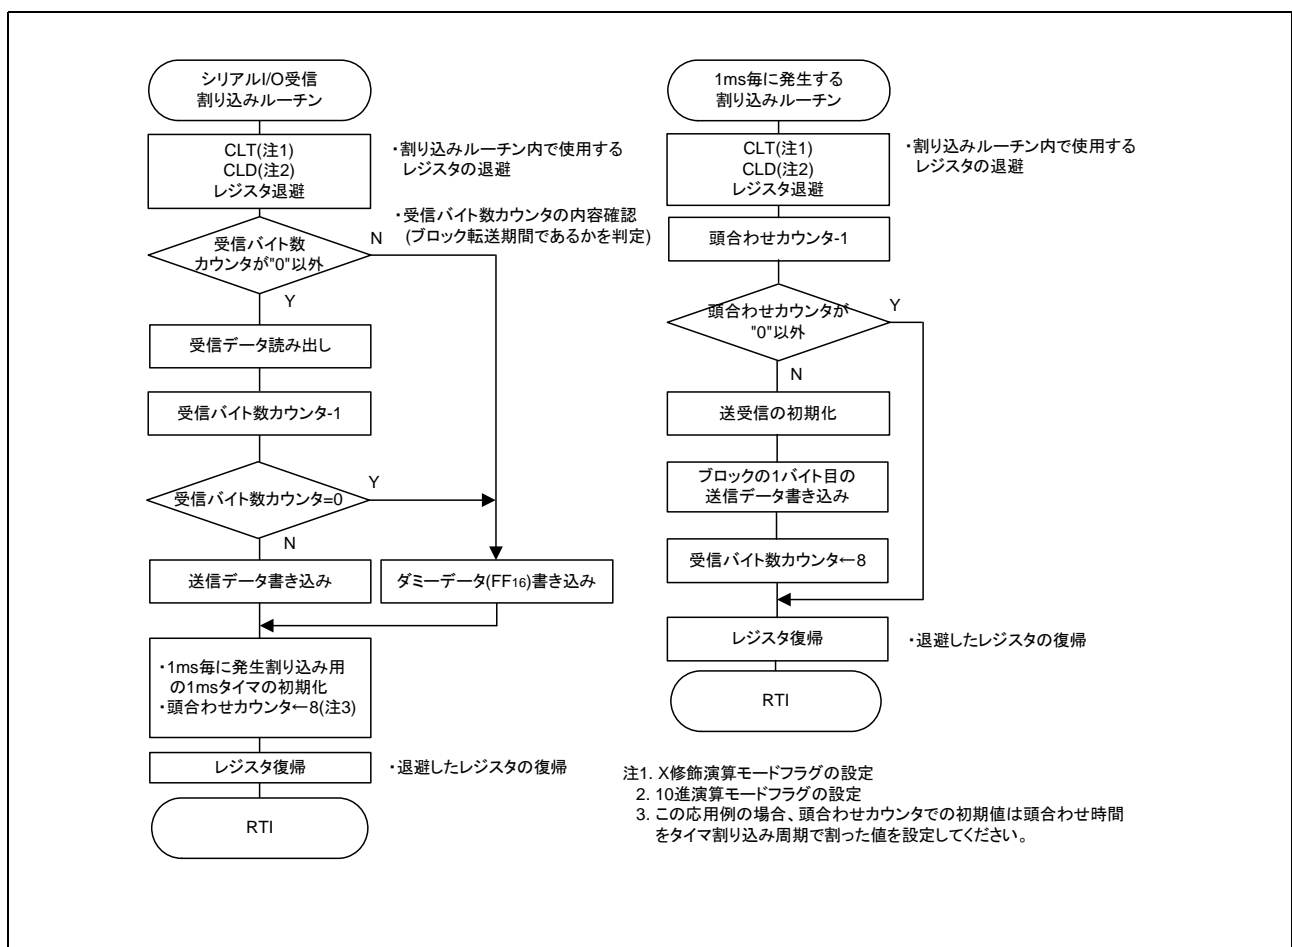 シリアルI/O受信
割り込みルーチン
CLT(注1)
CLD(注2)
レジスタ退避
・割り込みルーチン内で使用する
レジスタの退避
・受信バイト数カウンタの内容確認
(ブロック転送期間であるかを判定)
受信バイト数
カウンタが"0"以外
N
Y
受信データ読み出し
受信バイト数カウンタ-1
受信バイト数カウンタ=0
Y
N
送信データ書き込み
ダミーデータ(FF16)書き込み
・1ms毎に発生割り込み用
の1msタイマの初期化
・頭合わせカウンタ←8(注3)
レジスタ復帰
・退避したレジスタの復帰
RTI
1ms毎に発生する
割り込みルーチン
CLT(注1)
CLD(注2)
レジスタ退避
・割り込みルーチン内で使用する
レジスタの退避
頭合わせカウンタ-1
頭合わせカウンタが
"0"以外
Y
N
送受信の初期化
ブロックの1バイト目の
送信データ書き込み
受信バイト数カウンタ←8
レジスタ復帰
・退避したレジスタの復帰
RTI
注1. X修飾演算モードフラグの設定
2. 10進演算モードフラグの設定
3. この応用例の場合、頭合わせカウンタでの初期値は頭合わせ時間
をタイマ割り込み周期で割った値を設定してください。